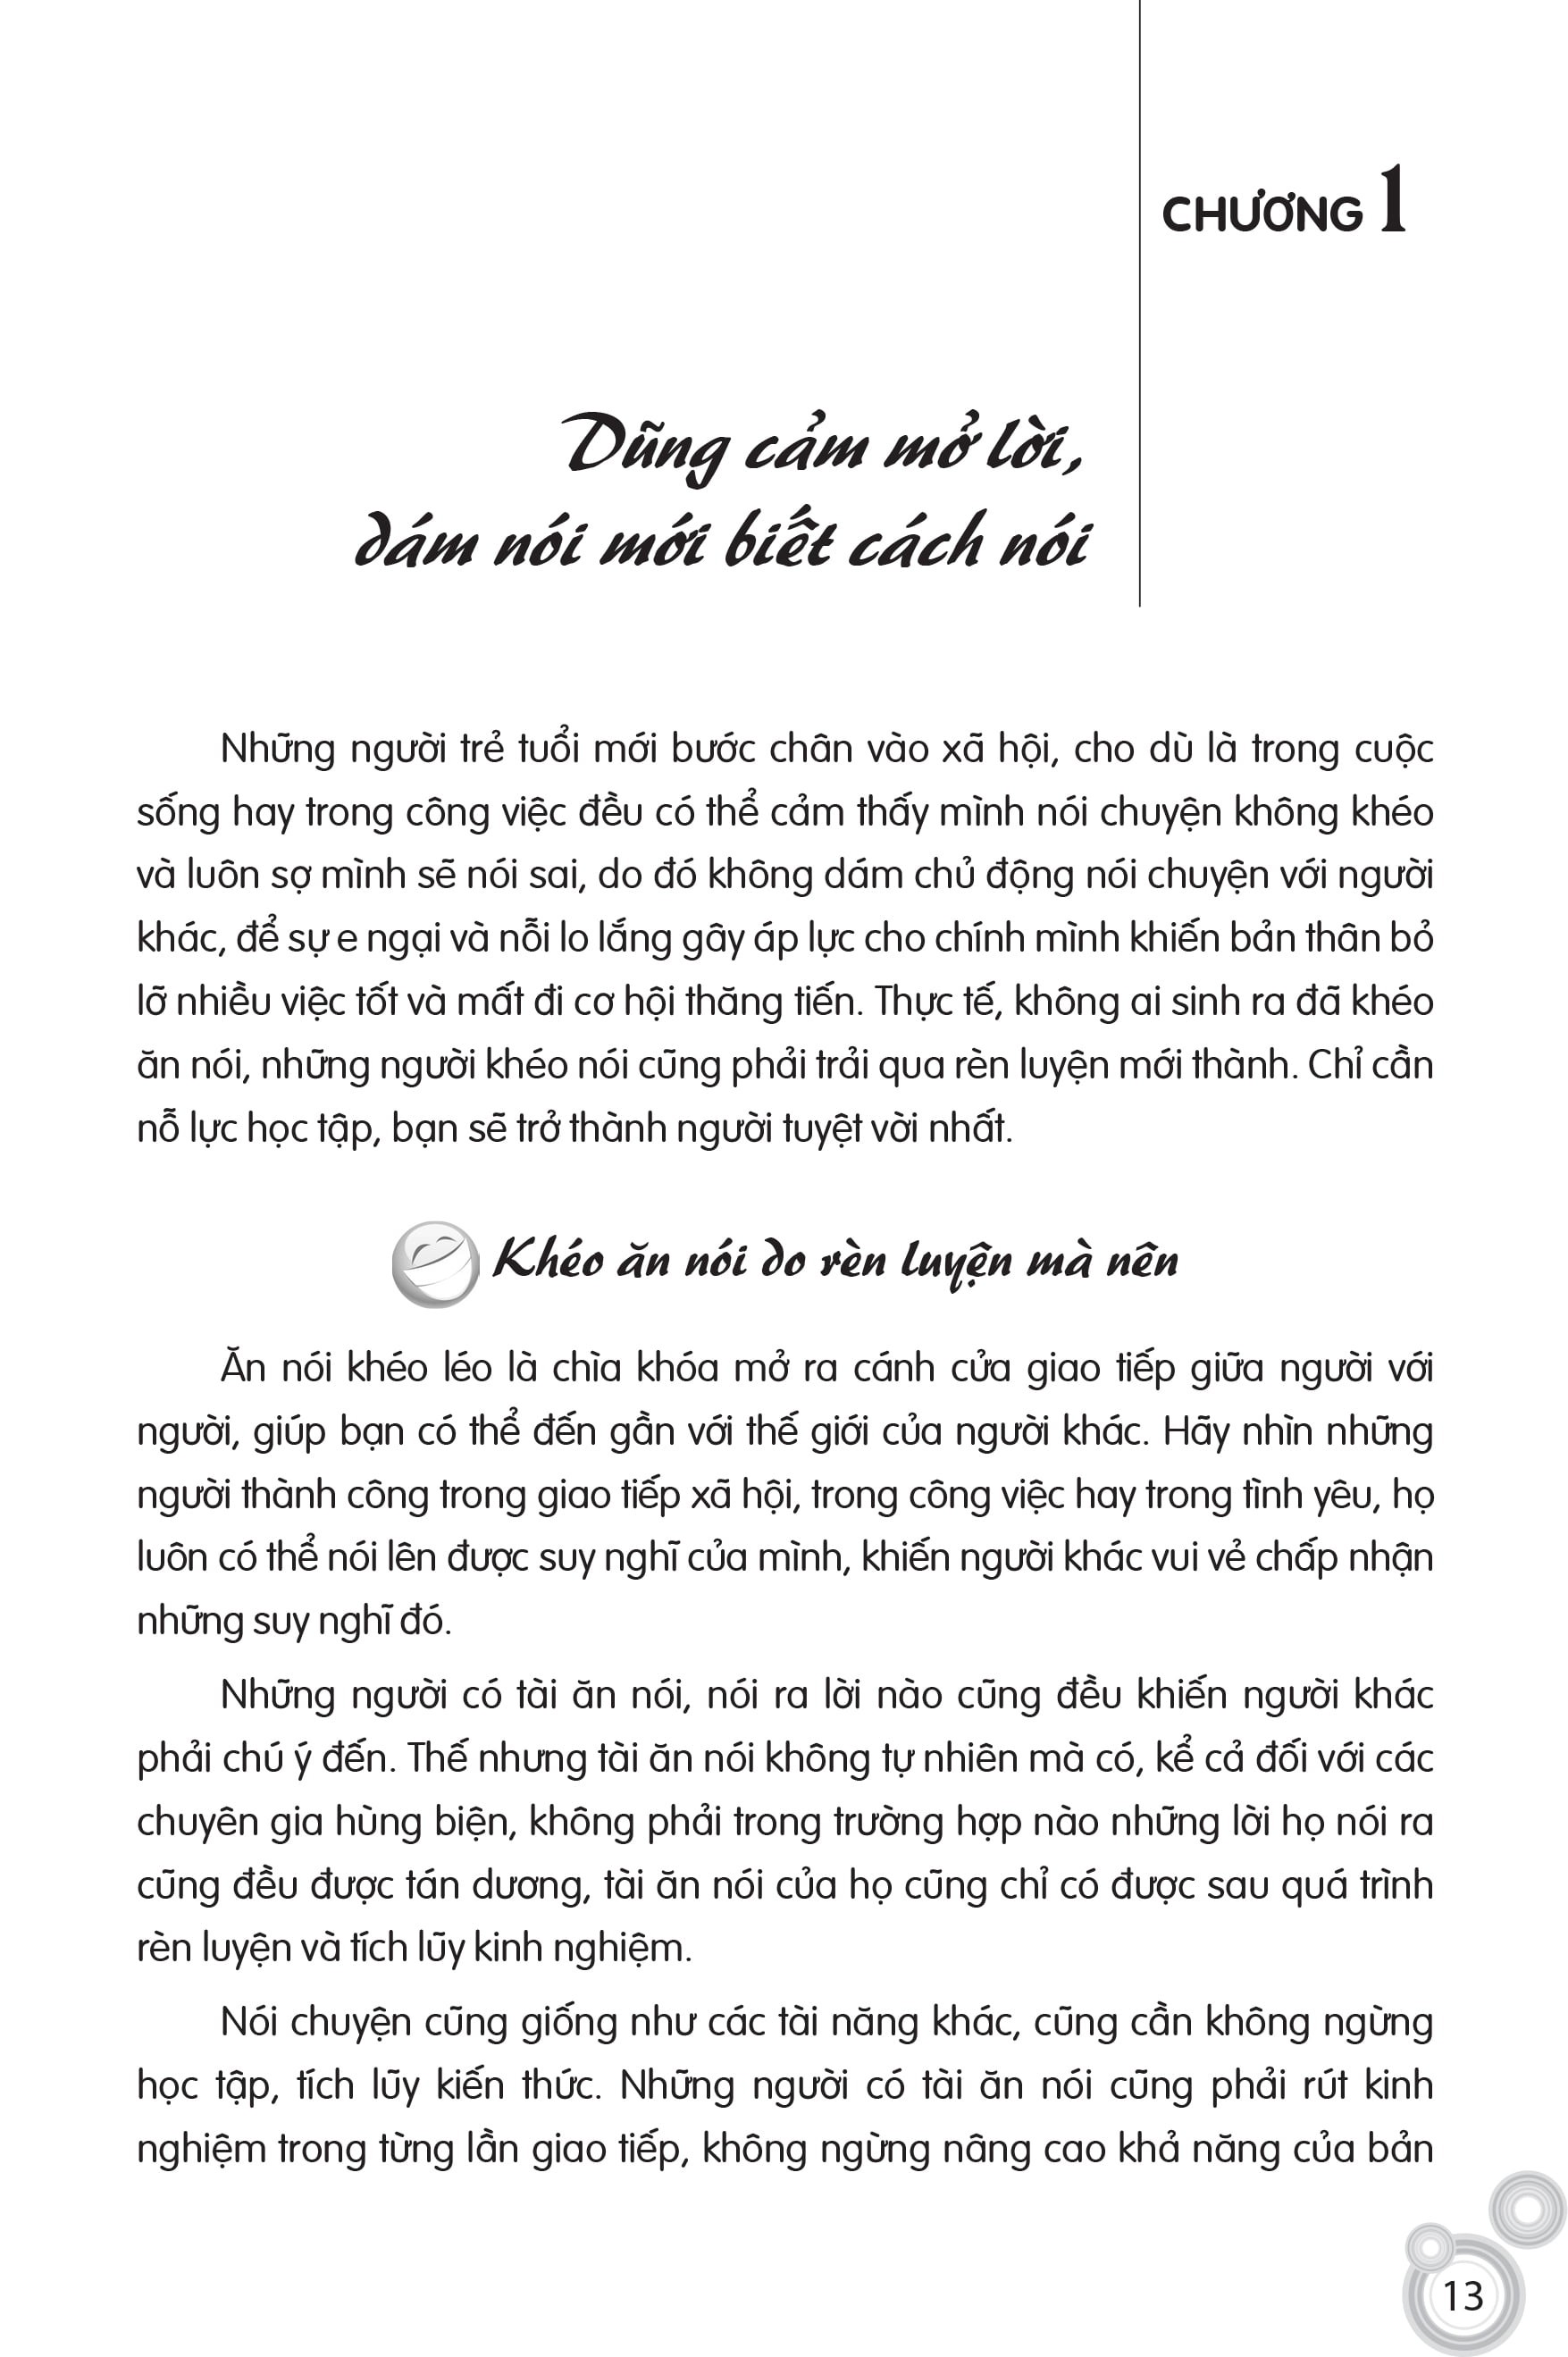 CHƯƠNG 1
Dũng cảm mở lời,
dám nói mới biết cách nói
Những người trẻ tuổi mới bước chân vào xã hội, cho dù là trong cuộc
sống hay trong công việc đều có thể cảm thấy mình nói chuyện không khéo
và luôn sợ mình sẽ nói sai, do đó không dám chủ động nói chuyện với người
khác, để sự e ngại và nỗi lo lắng gây áp lực cho chính mình khiến bản thân bỏ
lỡ nhiều việc tốt và mất đi cơ hội thăng tiến. Thực tế, không ai sinh ra đã khéo
ăn nói, những người khéo nói cũng phải trải qua rèn luyện mới thành. Chỉ cần
nỗ lực học tập, bạn sẽ trở thành người tuyệt vời nhất.
Khéo ăn nói do rèn luyện mà nên
Ăn nói khéo léo là chìa khóa mở ra cánh cửa giao tiếp giữa người với
người, giúp bạn có thể đến gần với thế giới của người khác. Hãy nhìn những
người thành công trong giao tiếp xã hội, trong công việc hay trong tình yêu, họ
luôn có thể nói lên được suy nghĩ của mình, khiến người khác vui vẻ chấp nhận
những suy nghĩ đó.
Những người có tài ăn nói, nói ra lời nào cũng đều khiến người khác
phải chú ý đến. Thế nhưng tài ăn nói không tự nhiên mà có, kể cả đối với các
chuyên gia hùng biện, không phải trong trường hợp nào những lời họ nói ra
cũng đều được tán dương, tài ăn nói của họ cũng chỉ có được sau quá trình
rèn luyện và tích lũy kinh nghiệm.
Nói chuyện cũng giống như các tài năng khác, cũng cần không ngừng
học tập, tích lũy kiến thức. Những người có tài ăn nói cũng phải rút kinh
nghiệm trong từng lần giao tiếp, không ngừng nâng cao khả năng của bản
13